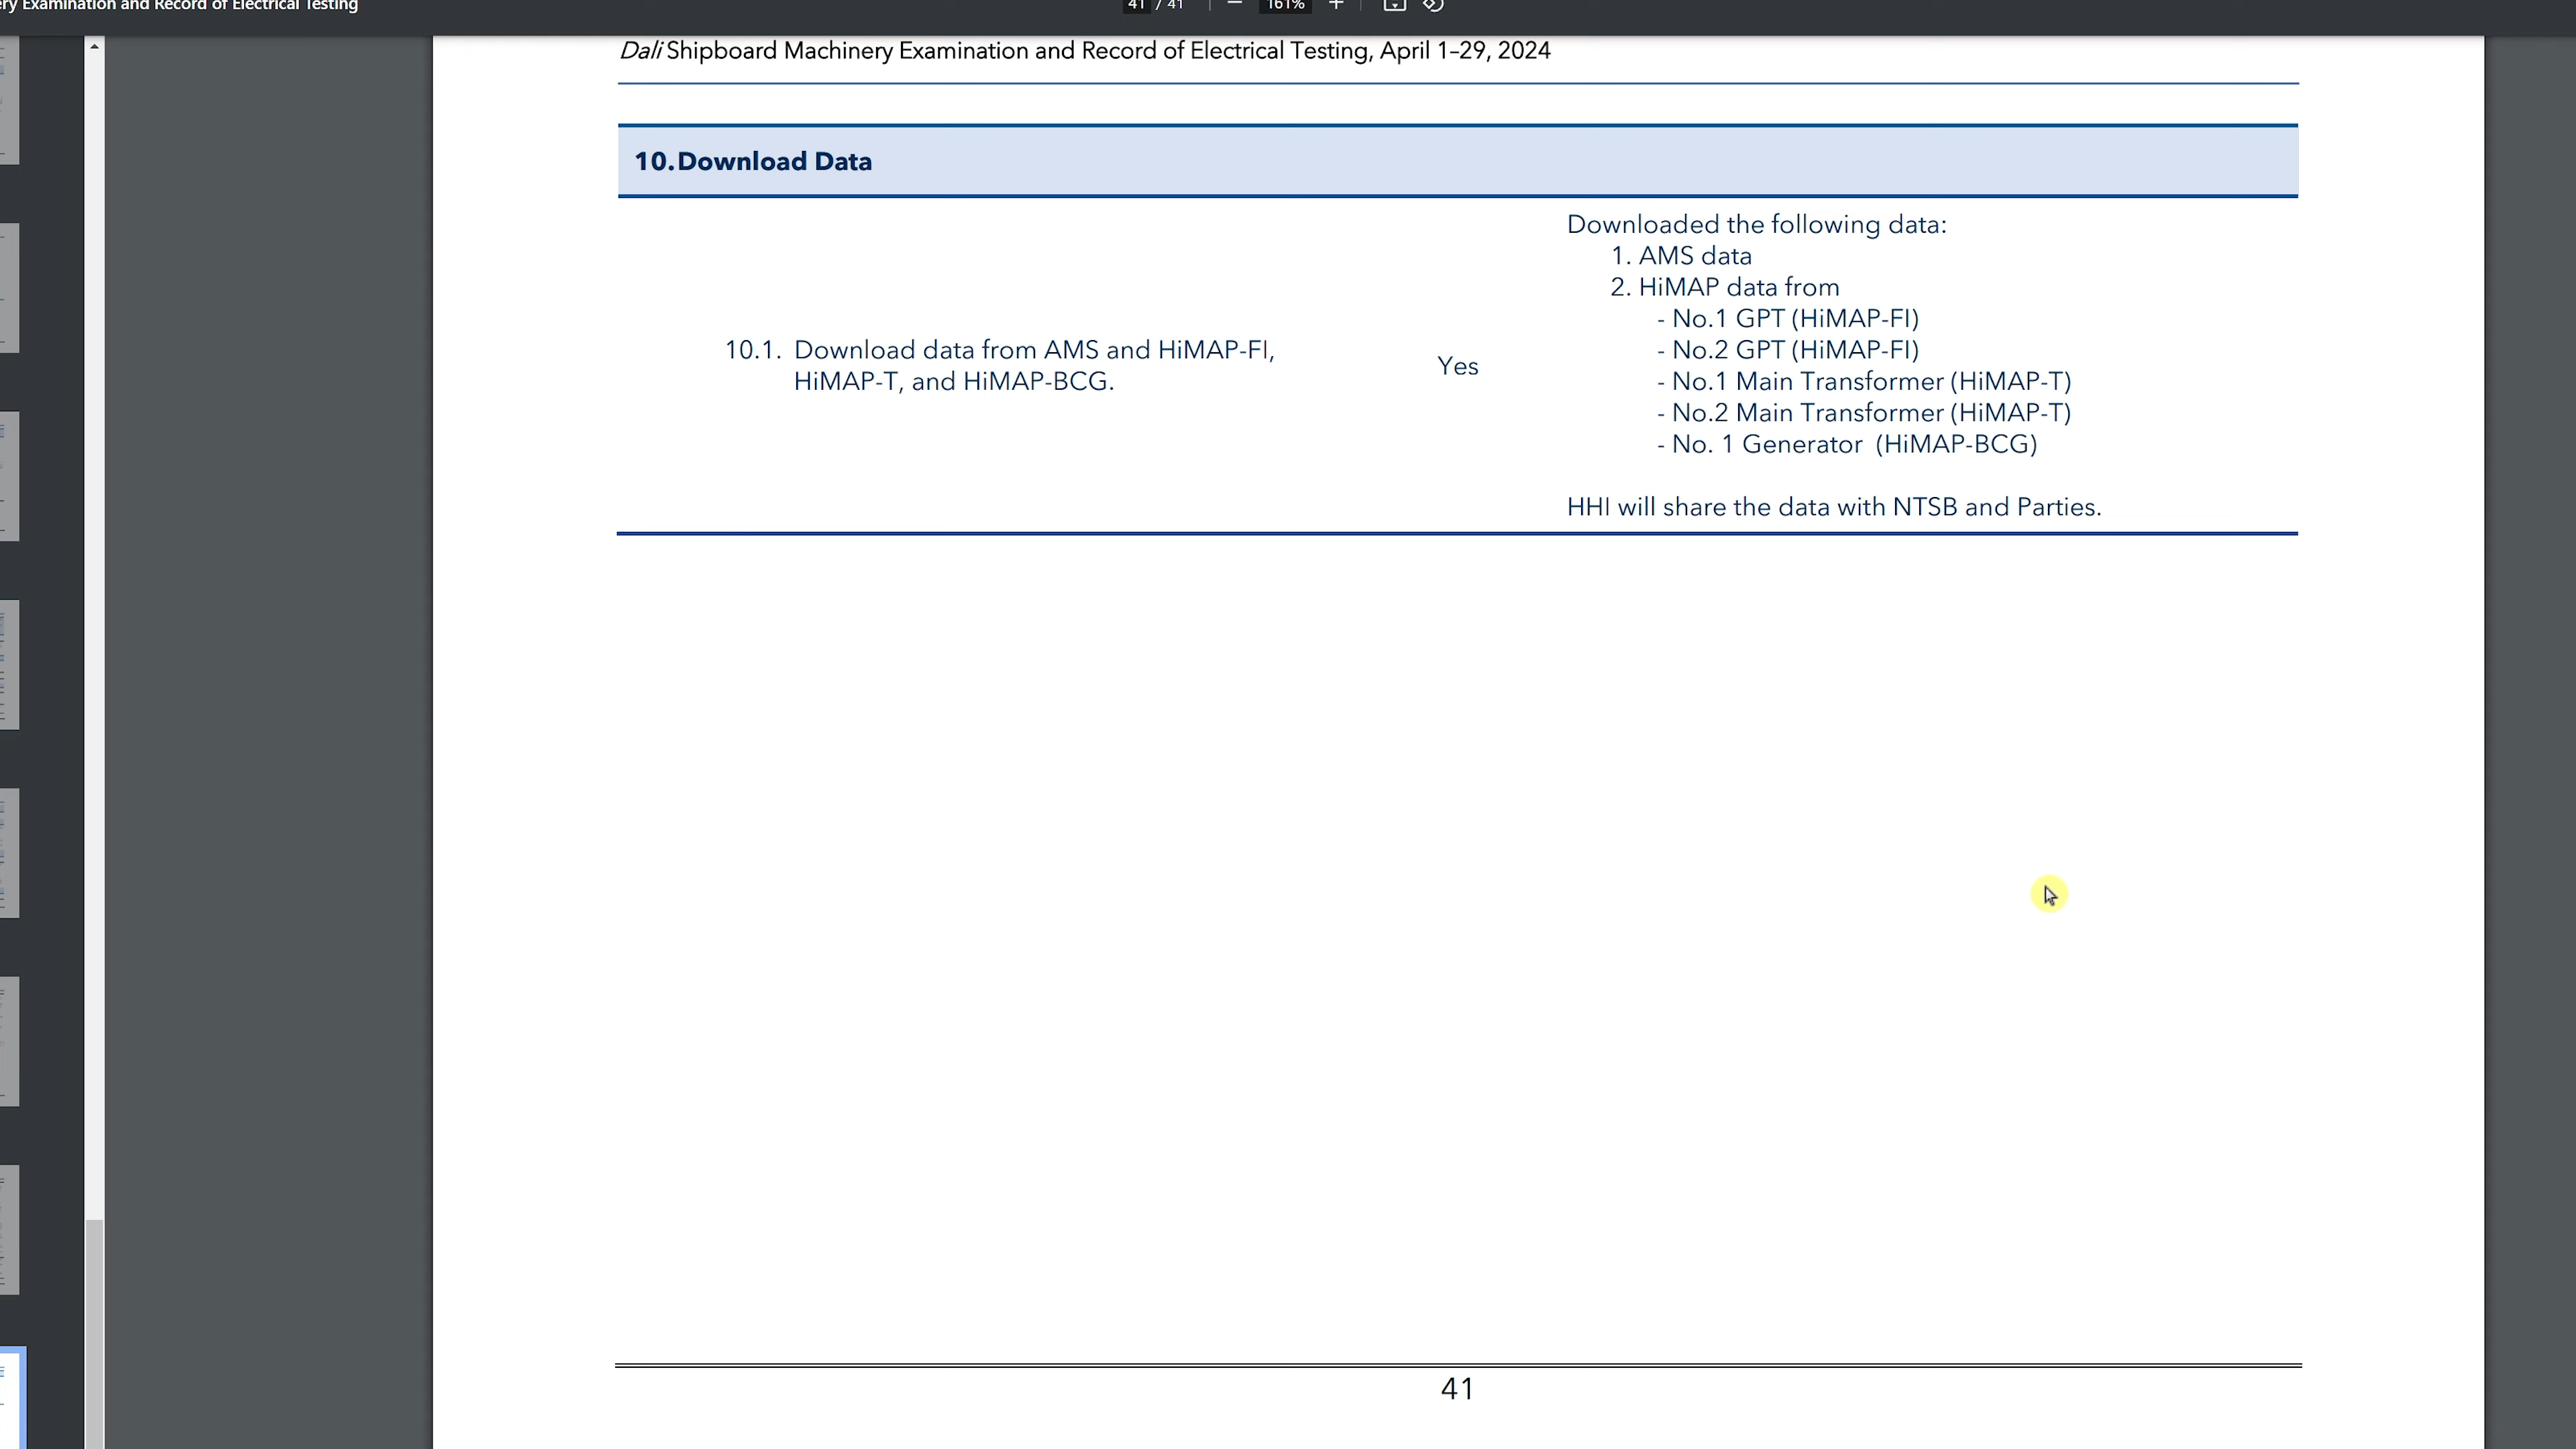 ry Examination and Record of Electrical Testing
41 / 41
161%
Dali Shipboard Machinery Examination and Record of Electrical Testing, April 1–29, 2024
10. Download Data
10.1. Download data from AMS and HiMAP-FI,
HiMAP-T, and HiMAP-BCG.
Yes
Downloaded the following data:
1. AMS data
2. HiMAP data from
- No.1 GPT (HiMAP-FI)
- No.2 GPT (HiMAP-FI)
- No.1 Main Transformer (HiMAP-T)
- No.2 Main Transformer (HiMAP-T)
- No. 1 Generator (HiMAP-BCG)
HHI will share the data with NTSB and Parties.
41